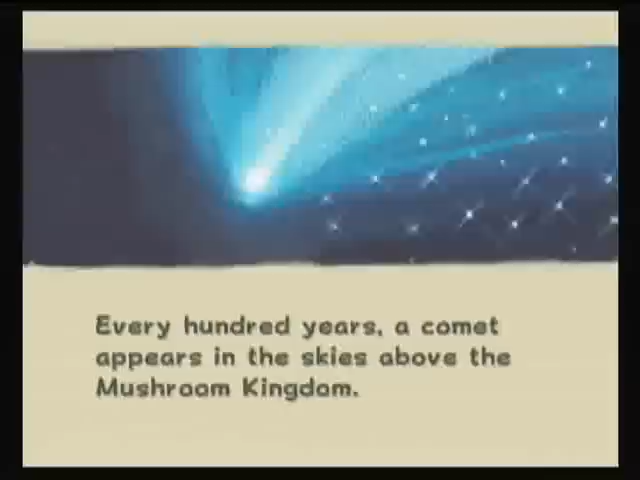 Every hundred years, a comet
appears in the skies above the
Mushroom Kingdom.